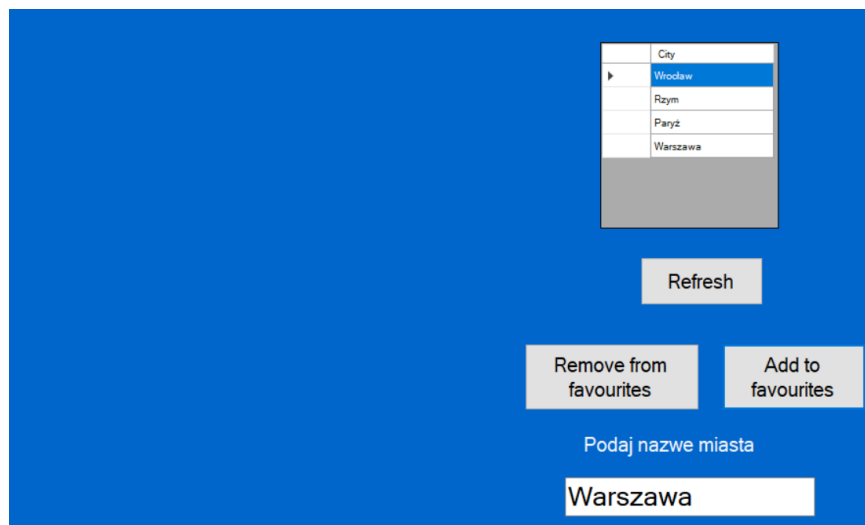 City
Wrocław
Rzym
Paryż
Warszawa
Refresh
Remove from
favourites
Add to
favourites
Podaj nazwe miasta
Warszawa